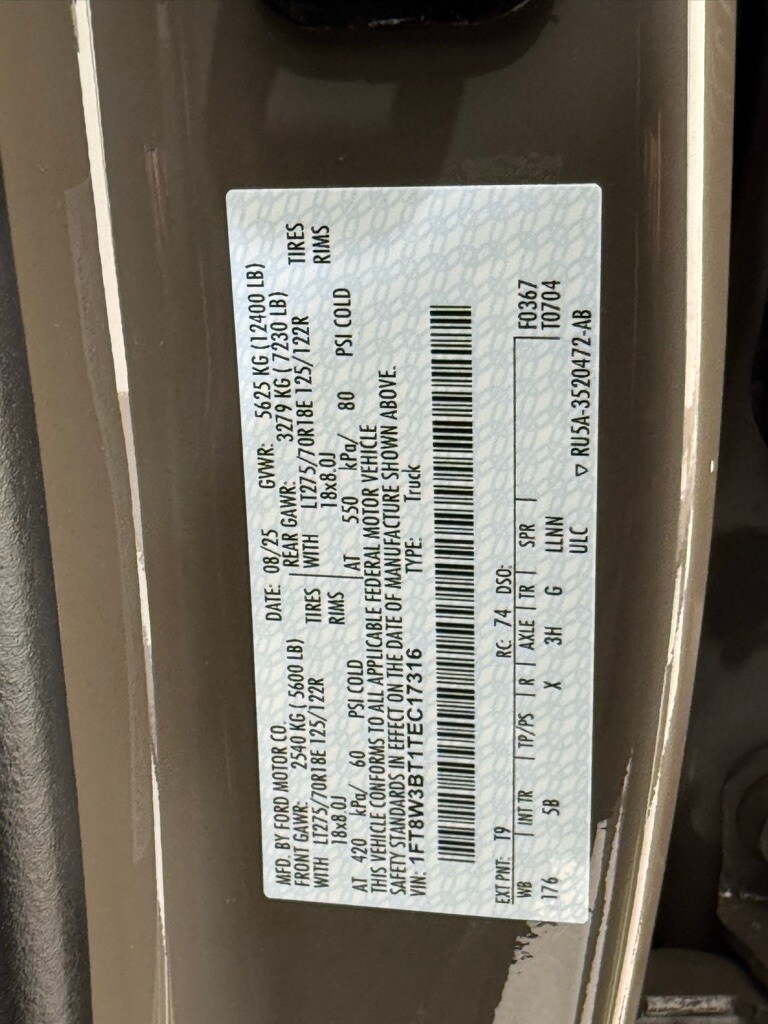 MFD. BY FORD MOTOR CO.
DATE: 08/25 GVWR: 5625 KG (12400 LB)
FRONT GAWR: 2540 KG ( 5600 LB) REAR GAWR: 3279 KG ( 7230 LB)
WITH LT275/70R18E 125/122R TIRES WITH LT275/70R18E 125/122R TIRES
18x8.0J RIMS 18x8.0J RIMS
AT 420 kPa/ 60 PSI COLD AT 550 kPa/ 80 PSI COLD
THIS VEHICLE CONFORMS TO ALL APPLICABLE FEDERAL MOTOR VEHICLE
SAFETY STANDARDS IN EFFECT ON THE DATE OF MANUFACTURE SHOWN ABOVE.
VIN: 1FT8W3BT1TEC17316 TYPE: Truck
EXT PNT: T9 RC: 74 DSO: F0367
WB INT TR TP/PS R AXLE TR SPR T0704
176 5B X 3H G LLNN
ULC ▽ RU5A-3520472-AB